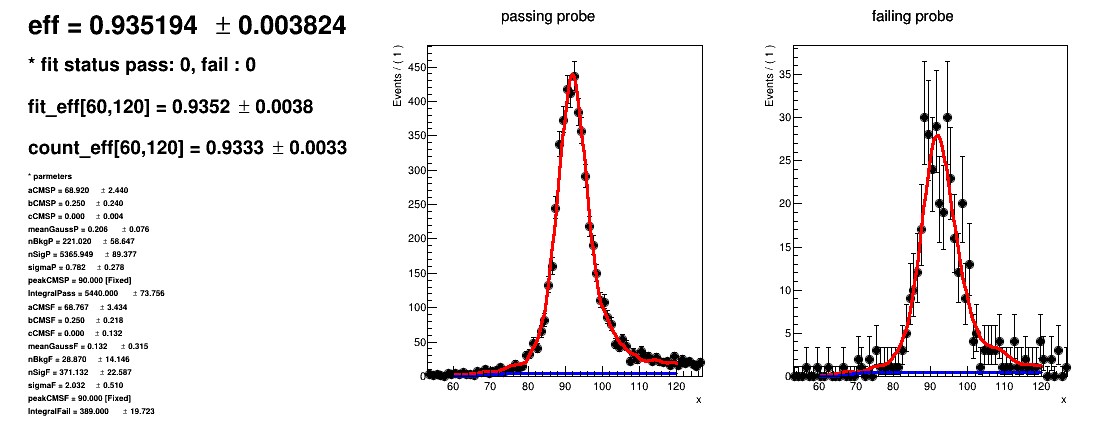 eff = 0.935194 ± 0.003824
* fit status pass: 0, fail : 0
fit_eff[60,120] = 0.9352 ± 0.0038
count_eff[60,120] = 0.9333 ± 0.0033
* parmeters
aCMSP = 68.920 ± 2.440
bCMSP = 0.250 ± 0.240
cCMSP = 0.000 ± 0.004
meanGaussP = 0.206 ± 0.076
nBkgP = 221.020 ± 58.647
nSigP = 5365.949 ± 89.377
sigmaP = 0.782 ± 0.278
peakCMSP = 90.000 [Fixed]
IntegralPass = 5440.000 ± 73.756
aCMSF = 68.767 ± 3.434
bCMSF = 0.250 ± 0.218
cCMSF = 0.000 ± 0.132
meanGaussF = 0.132 ± 0.315
nBkgF = 28.870 ± 14.146
nSigF = 371.132 ± 22.587
sigmaF = 2.032 ± 0.510
peakCMSF = 90.000 [Fixed]
IntegralFail = 389.000 ± 19.723
passing probe
Events / ( 1 )
450
400
350
300
250
200
150
100
50
0
60 70 80 90 100 110 120
x
failing probe
Events / ( 1 )
35
30
25
20
15
10
5
0
60 70 80 90 100 110 120
x